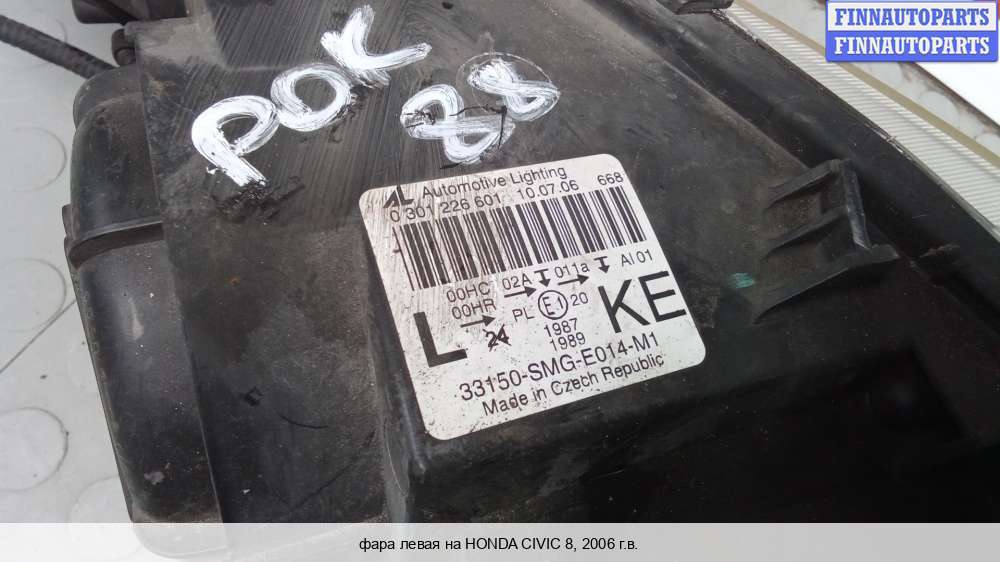 FINNAUTOPARTS
FINNAUTOPARTS
POK
88
AL Automotive Lighting
0 301 226 601 10.07.06 668
00HC 02A 011a AI 01
00HR PL E1 20
L 24 1987 KE
1989
33150-SMG-E014-M1
Made in Czech Republic
фара левая на HONDA CIVIC 8, 2006 г.в.